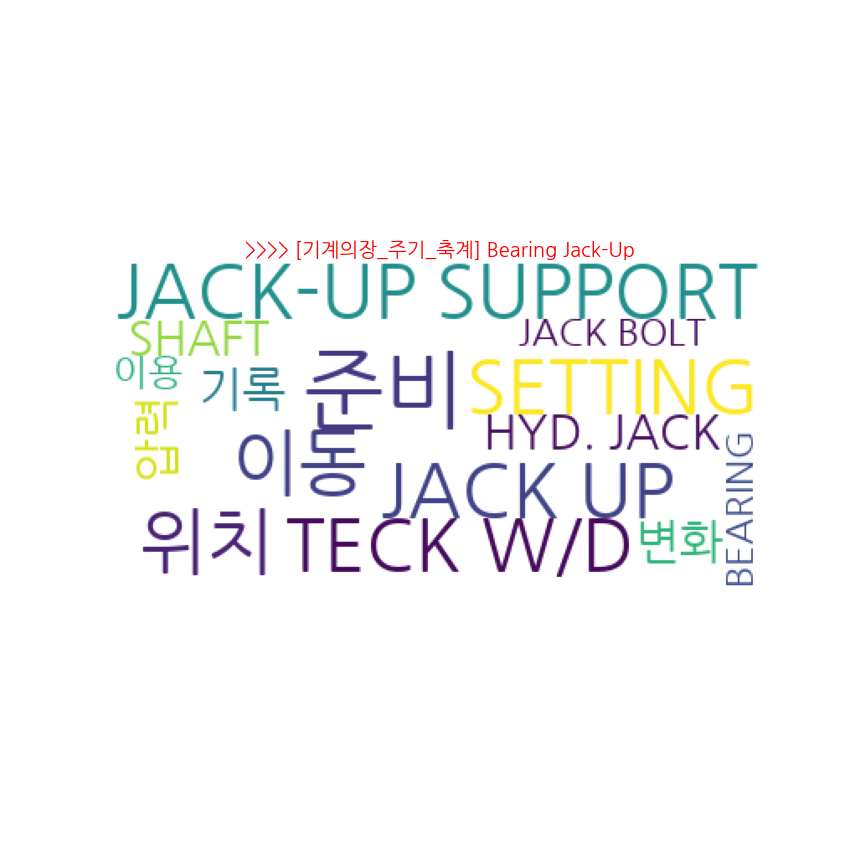 >>>> [기계의장_주기_축계] Bearing Jack-Up
JACK-UP SUPPORT
SHAFT
JACK BOLT
이용
기록
준비
SETTING
압력
HYD. JACK
이동
JACK UP
BEARING
위치
TECK W/D
변화